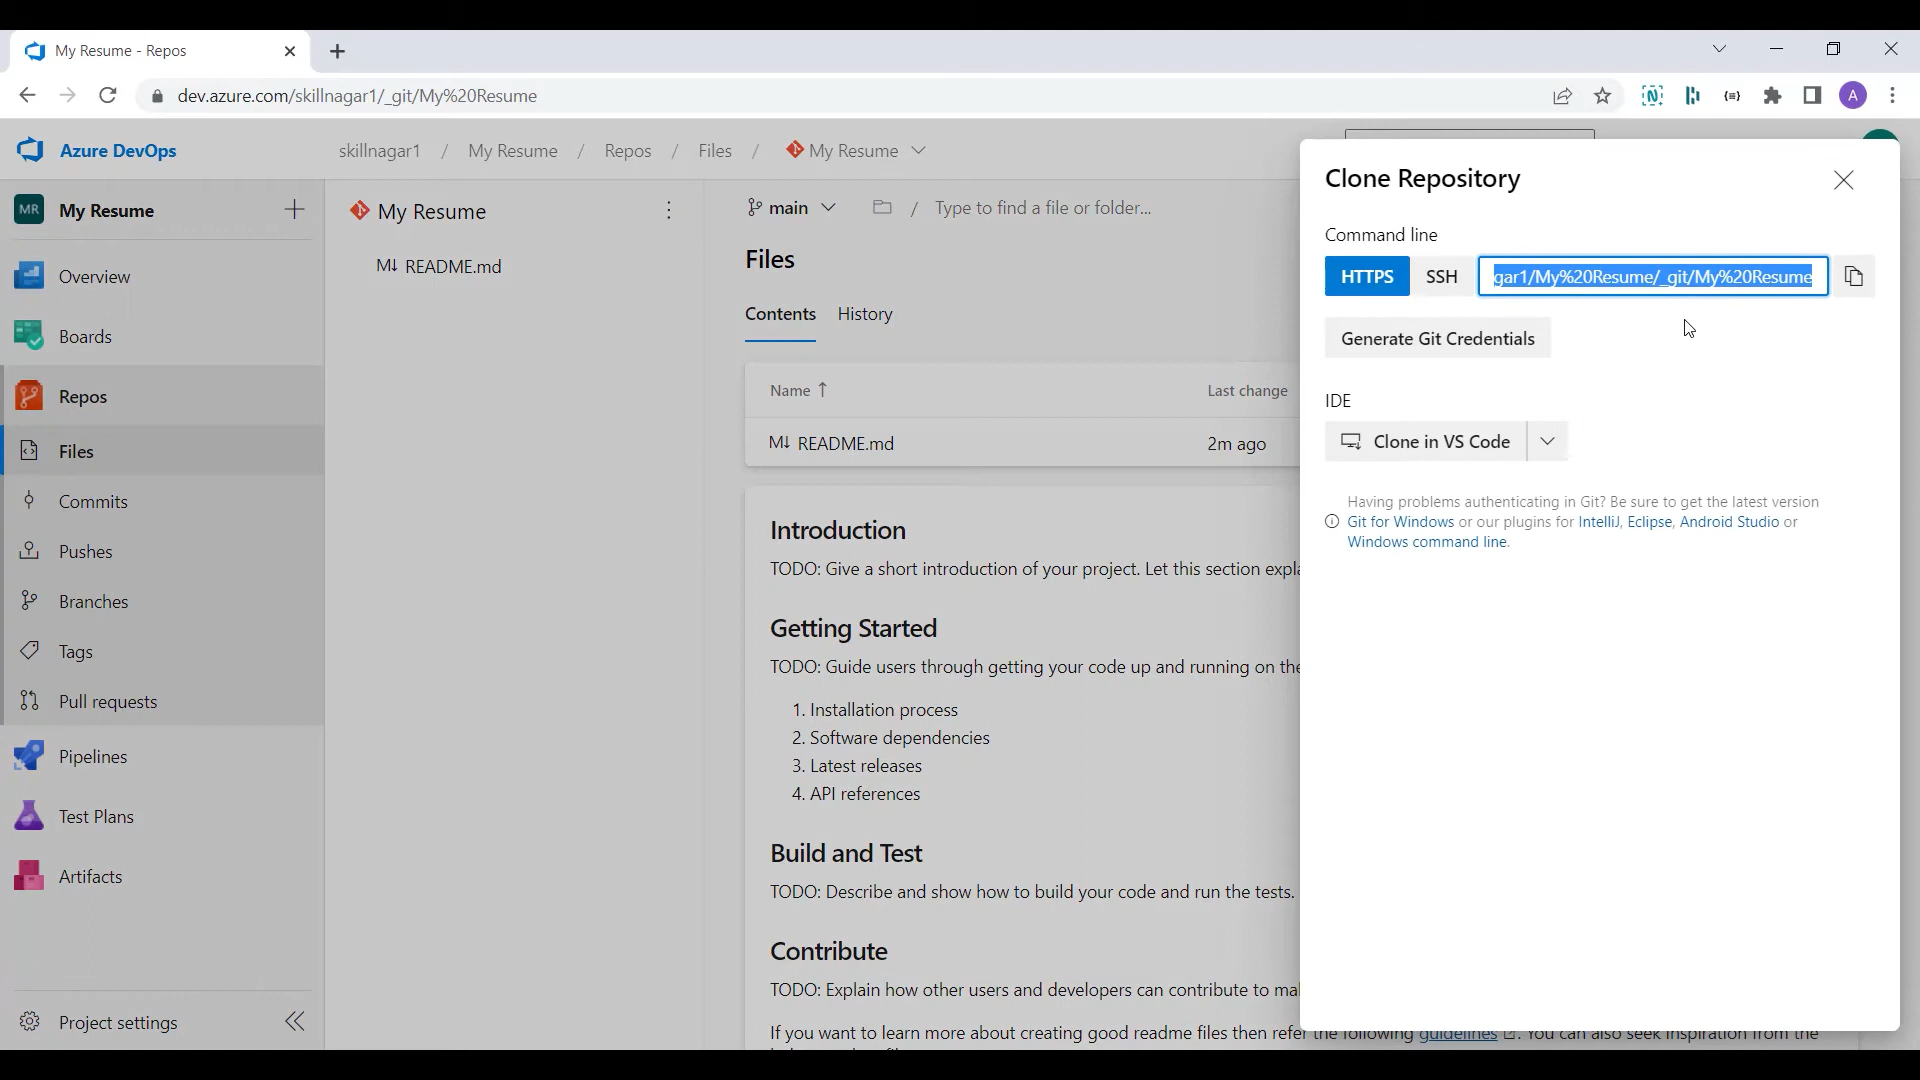 My Resume - Repos
dev.azure.com/skillnagar1/_git/My%20Resume
A
Azure DevOps
skillnagar1 / My Resume / Repos / Files / My Resume
MR My Resume
Overview
Boards
Repos
Files
Commits
Pushes
Branches
Tags
Pull requests
Pipelines
Test Plans
Artifacts
Project settings
My Resume
M↓ README.md
main / Type to find a file or folder...
Files
Contents History
Name ↑ Last change
M↓ README.md 2m ago
Introduction
TODO: Give a short introduction of your project. Let this section expla
Getting Started
TODO: Guide users through getting your code up and running on the
1. Installation process
2. Software dependencies
3. Latest releases
4. API references
Build and Test
TODO: Describe and show how to build your code and run the tests.
Contribute
TODO: Explain how other users and developers can contribute to mak
If you want to learn more about creating good readme files then refer the following guidelines. You can also seek inspiration from the
Clone Repository
Command line
HTTPS SSH gar1/My%20Resume/_git/My%20Resume
Generate Git Credentials
IDE
Clone in VS Code
Having problems authenticating in Git? Be sure to get the latest version
Git for Windows or our plugins for IntelliJ, Eclipse, Android Studio or
Windows command line.